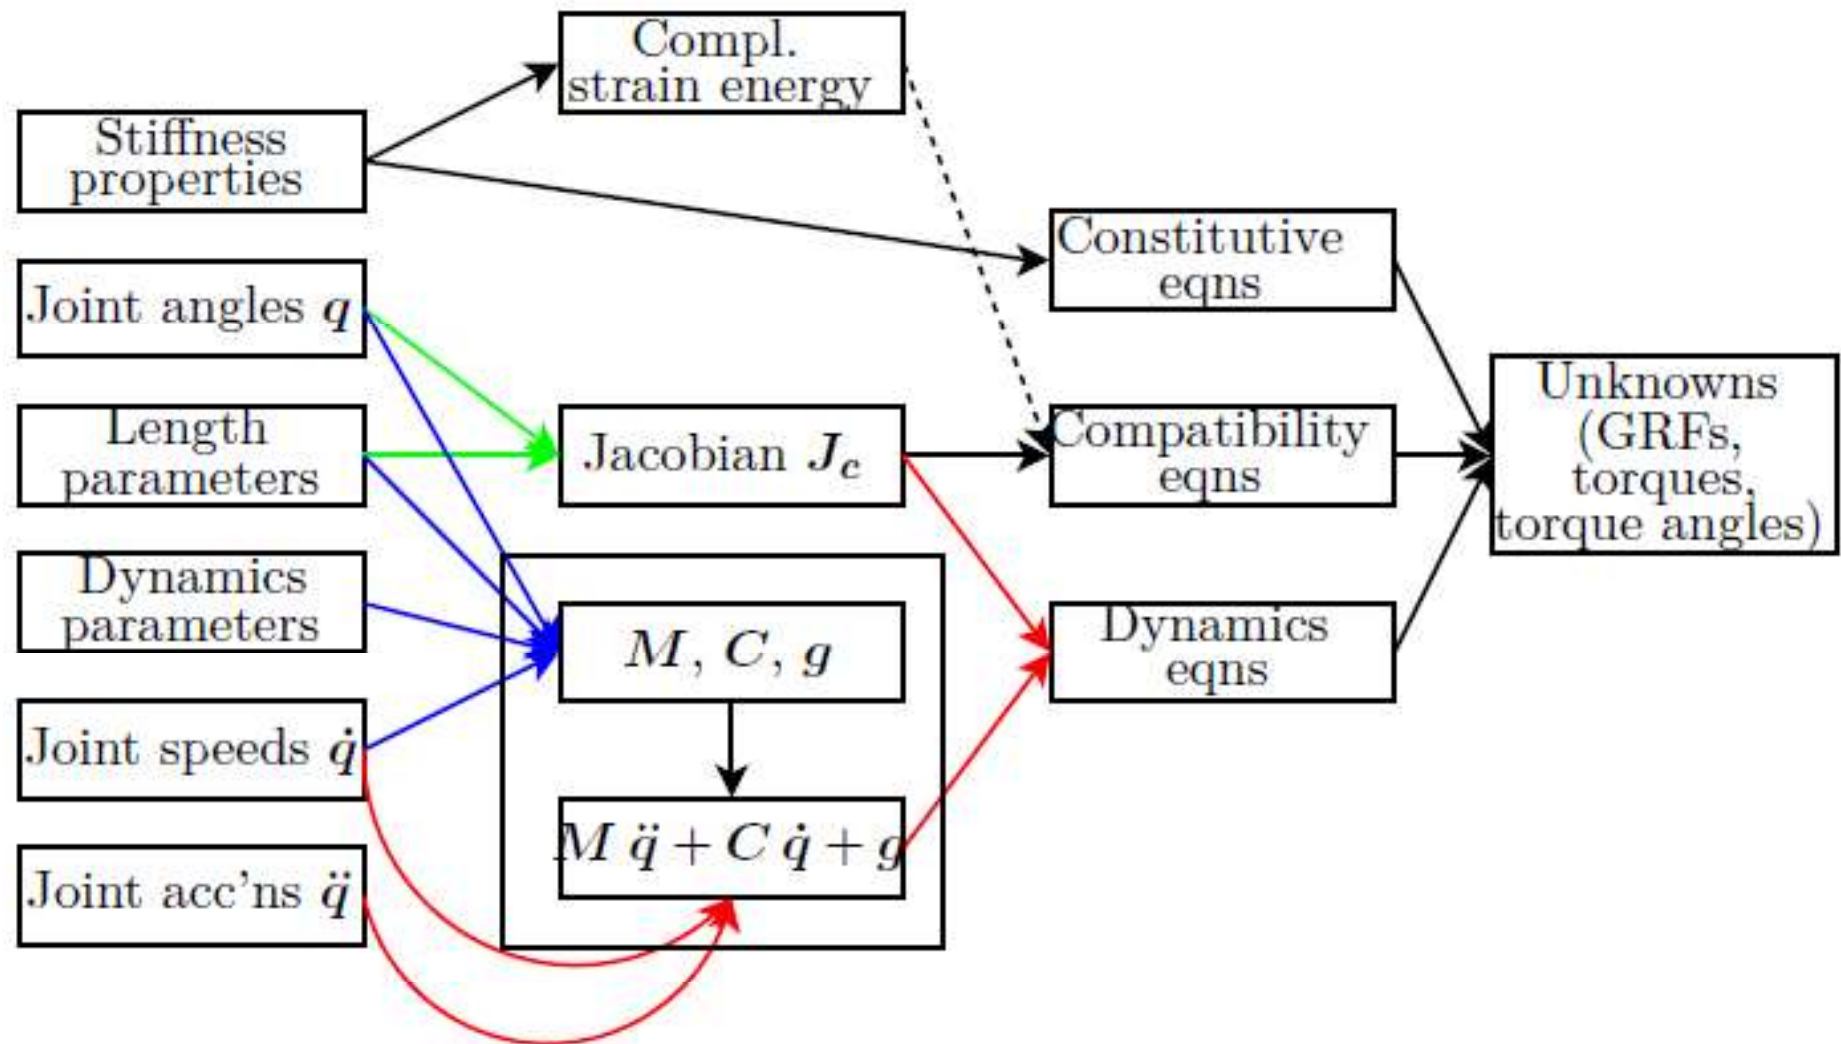 Compl.
strain energy
Stiffness
properties
Constitutive
eqns
Joint angles q
Length
parameters
Jacobian J_c
Compatibility
eqns
Unknowns
(GRFs,
torques,
torque angles)
Dynamics
parameters
M, C, g
Dynamics
eqns
Joint speeds q̇
M q̈ + C q̇ + g
Joint acc'ns q̈